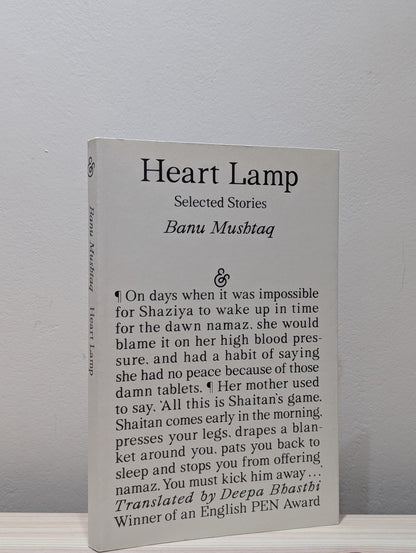 Heart Lamp
Selected Stories
Banu Mushtaq
&
¶ On days when it was impossible
for Shaziya to wake up in time
for the dawn namaz, she would
blame it on her high blood pres-
sure, and had a habit of saying
she had no peace because of those
damn tablets. ¶ Her mother used
to say, ‘All this is Shaitan’s game.
Shaitan comes early in the morning,
presses your legs, drapes a blan-
ket around you, pats you back to
sleep and stops you from offering
namaz. You must kick him away ...’
Translated by Deepa Bhasthi
Winner of an English PEN Award
& Banu Mushtaq Heart Lamp